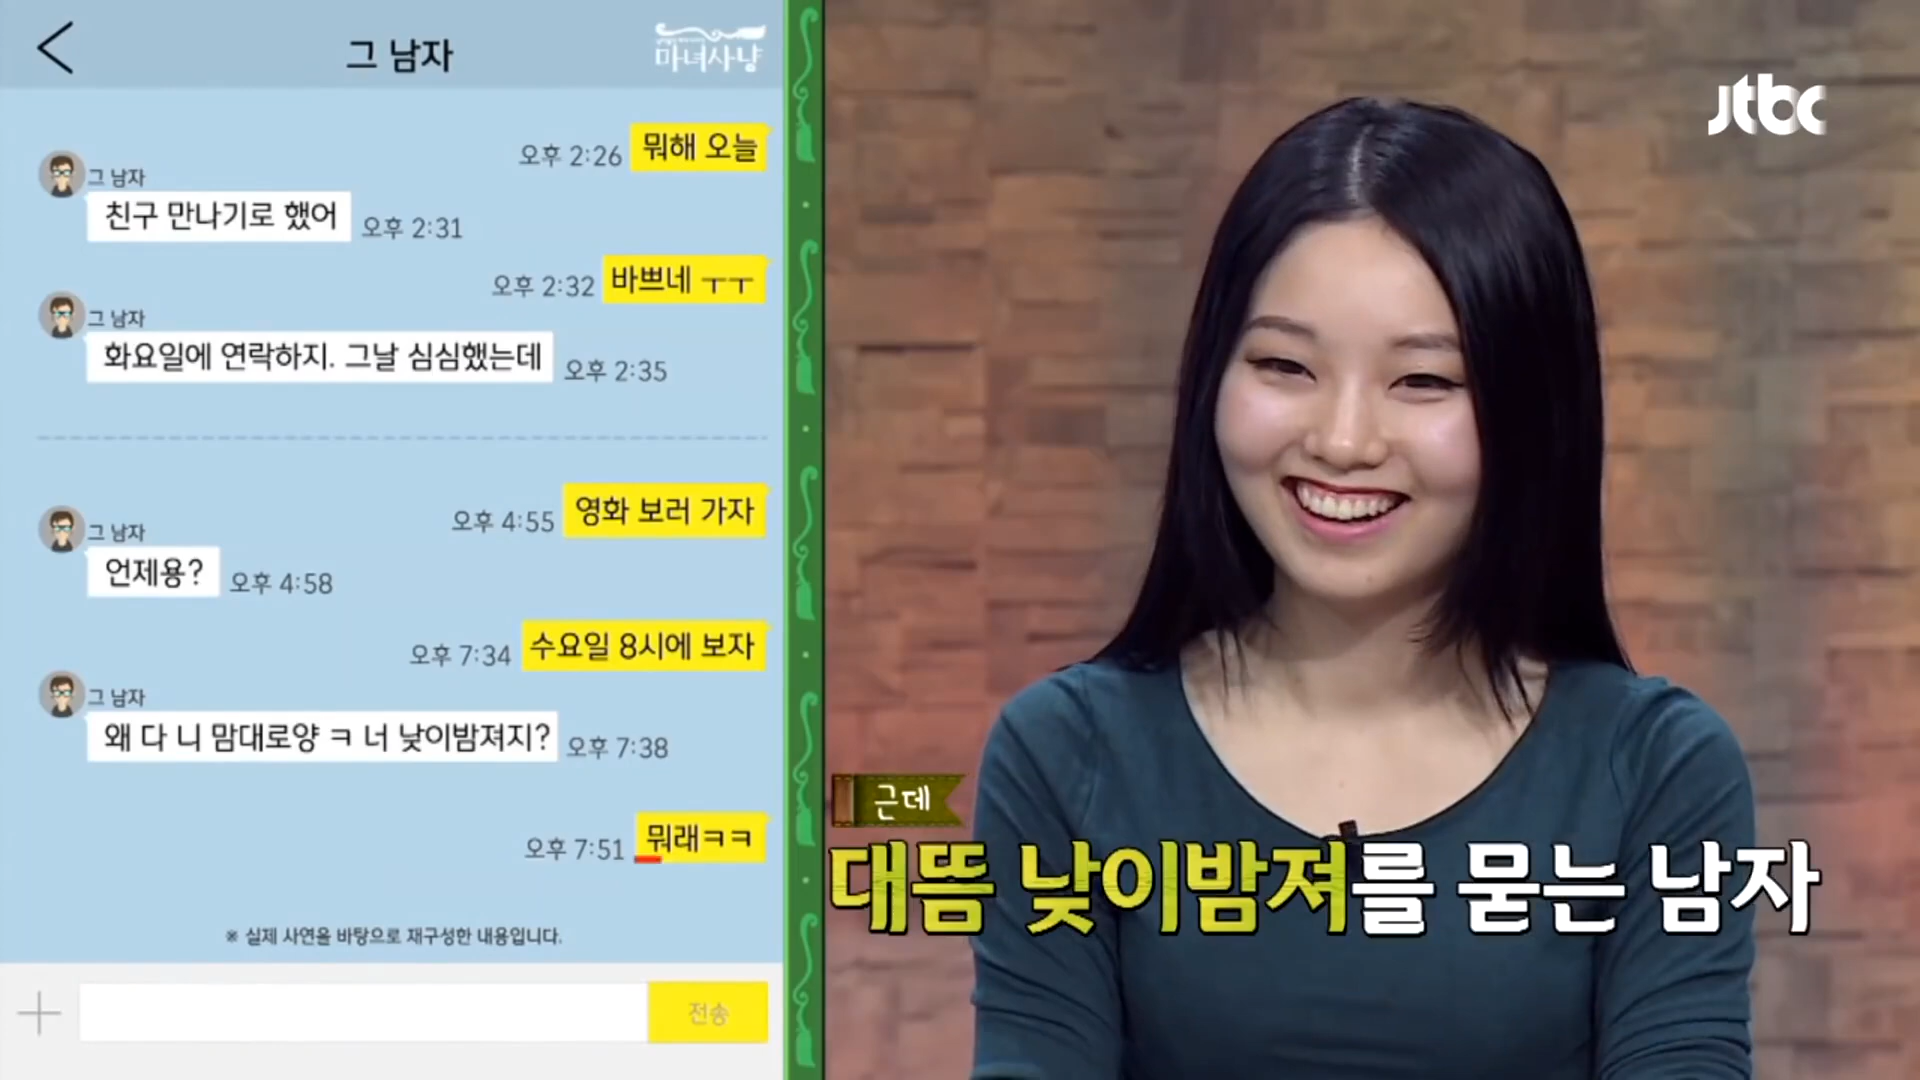 그 남자
마녀사냥
뭐해 오늘
오후 2:26
그 남자
친구 만나기로 했어
오후 2:31
바쁘네 ㅜㅜ
오후 2:32
그 남자
화요일에 연락하지. 그날 심심했는데
오후 2:35
영화 보러 가자
오후 4:55
그 남자
언제용?
오후 4:58
수요일 8시에 보자
오후 7:34
그 남자
왜 다 니 맘대로양 ㅋ 너 낮이밤져지?
오후 7:38
뭐래ㅋㅋ
오후 7:51
※ 실제 사연을 바탕으로 재구성한 내용입니다.
전송
jtbc
근데
대뜸 낮이밤져를 묻는 남자